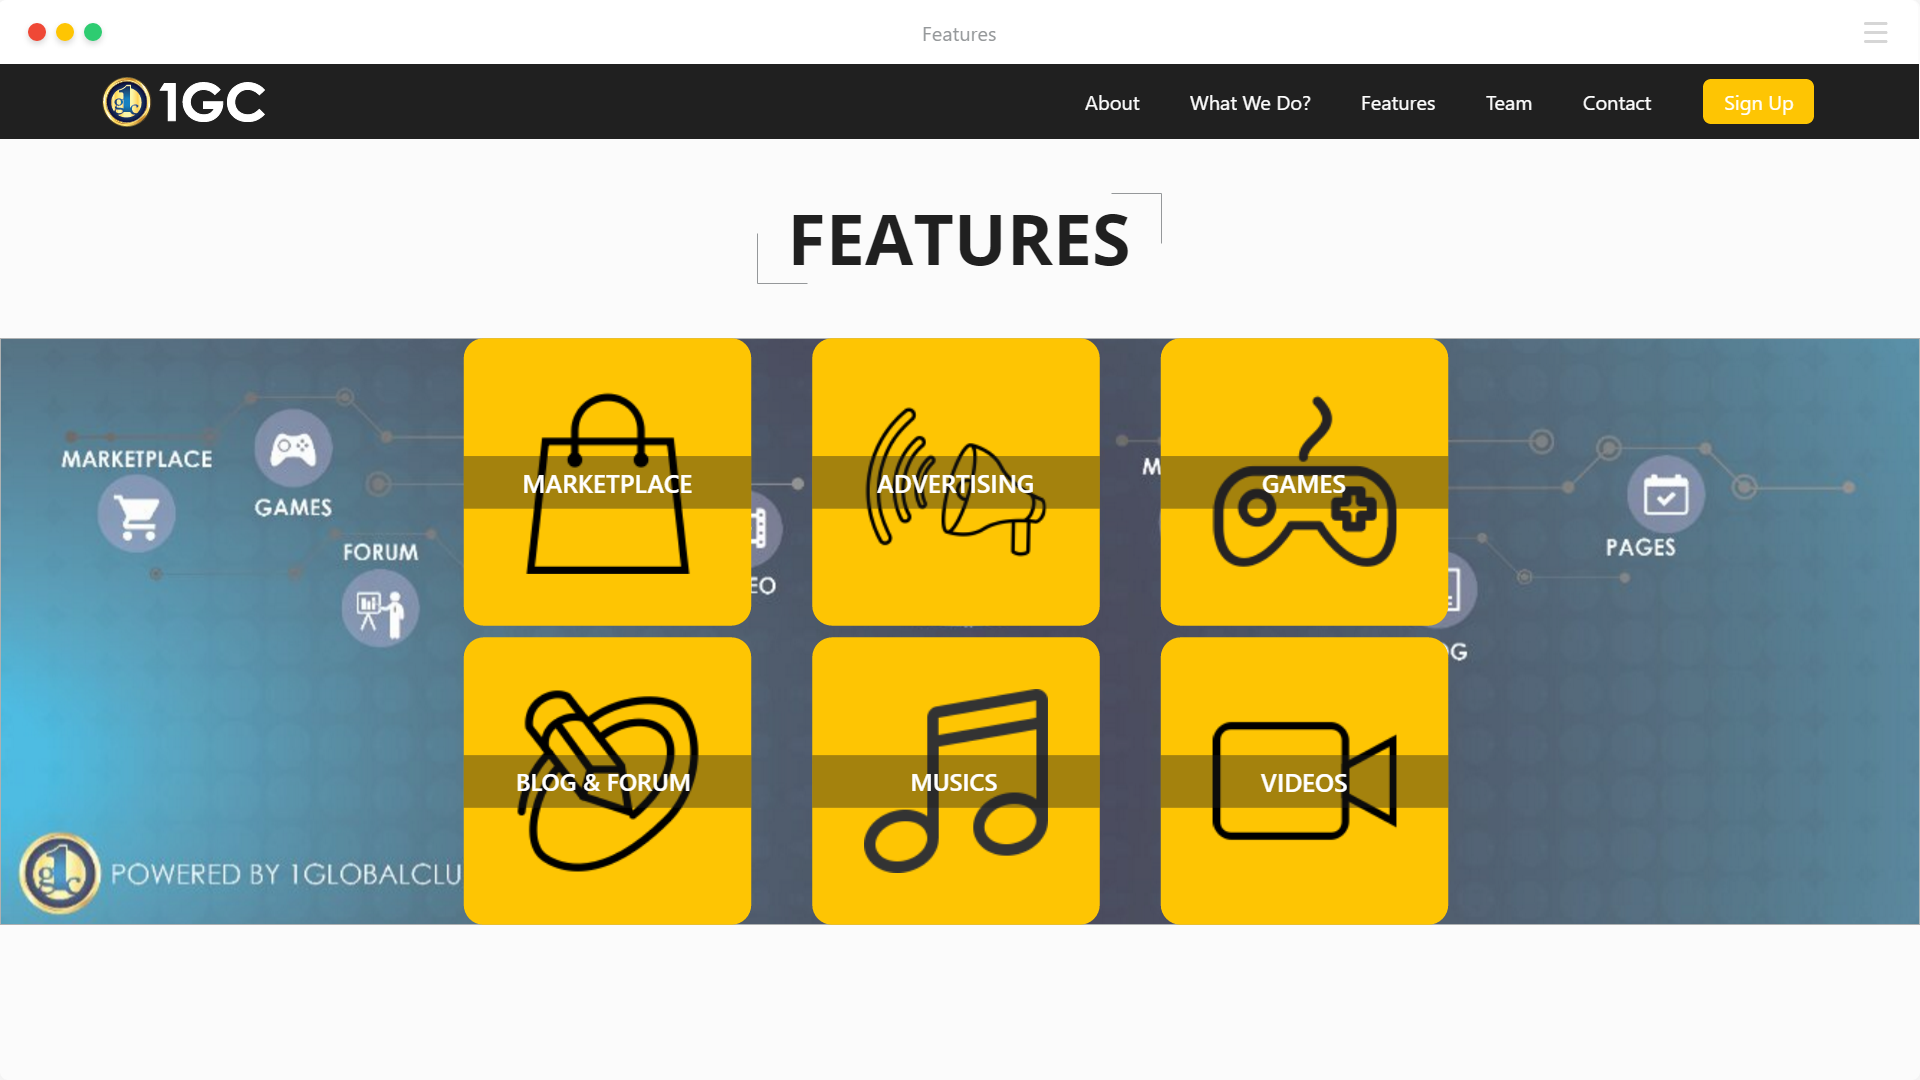 Features
1GC
About
What We Do?
Features
Team
Contact
Sign Up
FEATURES
MARKETPLACE
GAMES
FORUM
MARKETPLACE
ADVERTISING
GAMES
PAGES
BLOG & FORUM
MUSICS
VIDEOS
g1c POWERED BY 1GLOBALCLU